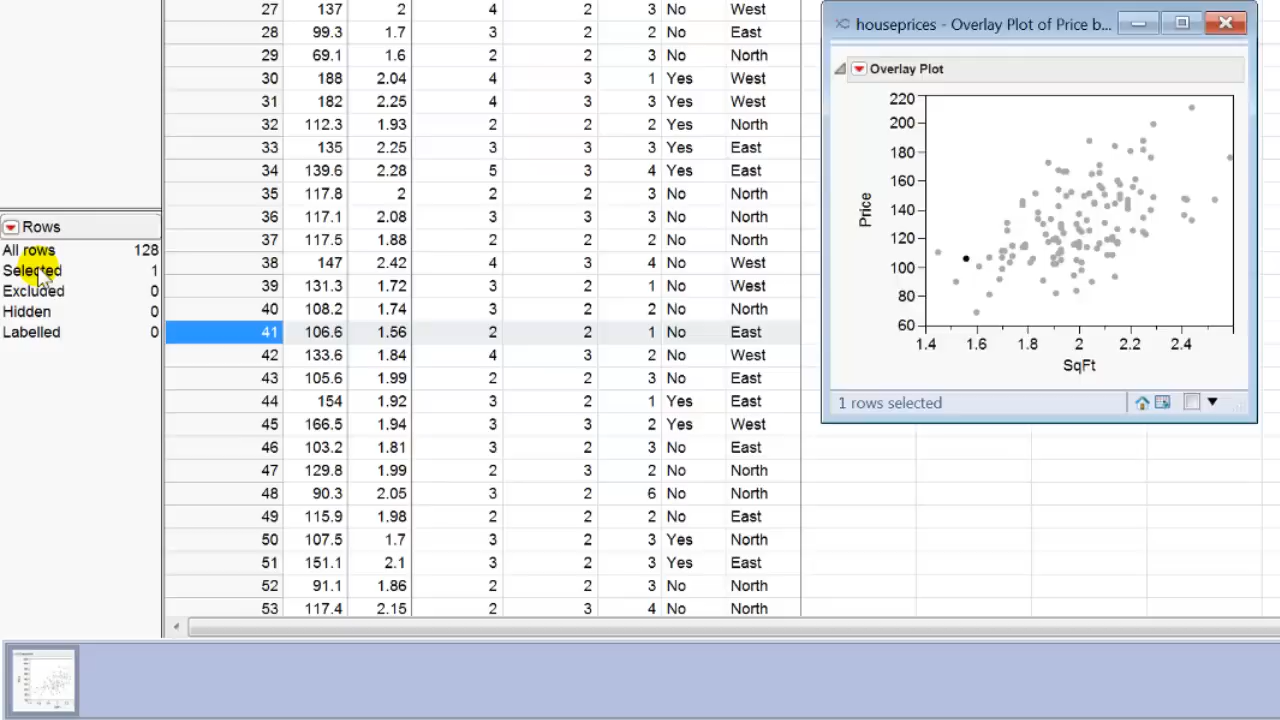 27 137 2 4 2 3 No West
28 99.3 1.7 3 2 2 No East
29 69.1 1.6 2 2 3 No North
30 188 2.04 4 3 1 Yes West
31 182 2.25 4 3 3 Yes West
32 112.3 1.93 2 2 2 Yes North
33 135 2.25 3 3 3 Yes East
34 139.6 2.28 5 3 4 Yes East
35 117.8 2 2 2 3 No North
36 117.1 2.08 3 3 3 No North
37 117.5 1.88 2 2 2 No North
38 147 2.42 4 3 4 No West
39 131.3 1.72 3 2 1 No West
40 108.2 1.74 3 2 2 No North
41 106.6 1.56 2 2 1 No East
42 133.6 1.84 4 3 2 No West
43 105.6 1.99 2 2 3 No East
44 154 1.92 3 2 1 Yes East
45 166.5 1.94 3 3 2 Yes West
46 103.2 1.81 3 2 3 No East
47 129.8 1.99 2 3 2 No North
48 90.3 2.05 3 2 6 No North
49 115.9 1.98 2 2 2 No East
50 107.5 1.7 3 2 3 Yes North
51 151.1 2.1 3 2 3 Yes East
52 91.1 1.86 2 2 3 No North
53 117.4 2.15 2 3 4 No North
Rows
All rows 128
Selected 1
Excluded 0
Hidden 0
Labelled 0
houseprices - Overlay Plot of Price b...
Overlay Plot
220
200
180
160
140
120
100
80
60
Price
1.4 1.6 1.8 2 2.2 2.4
SqFt
1 rows selected